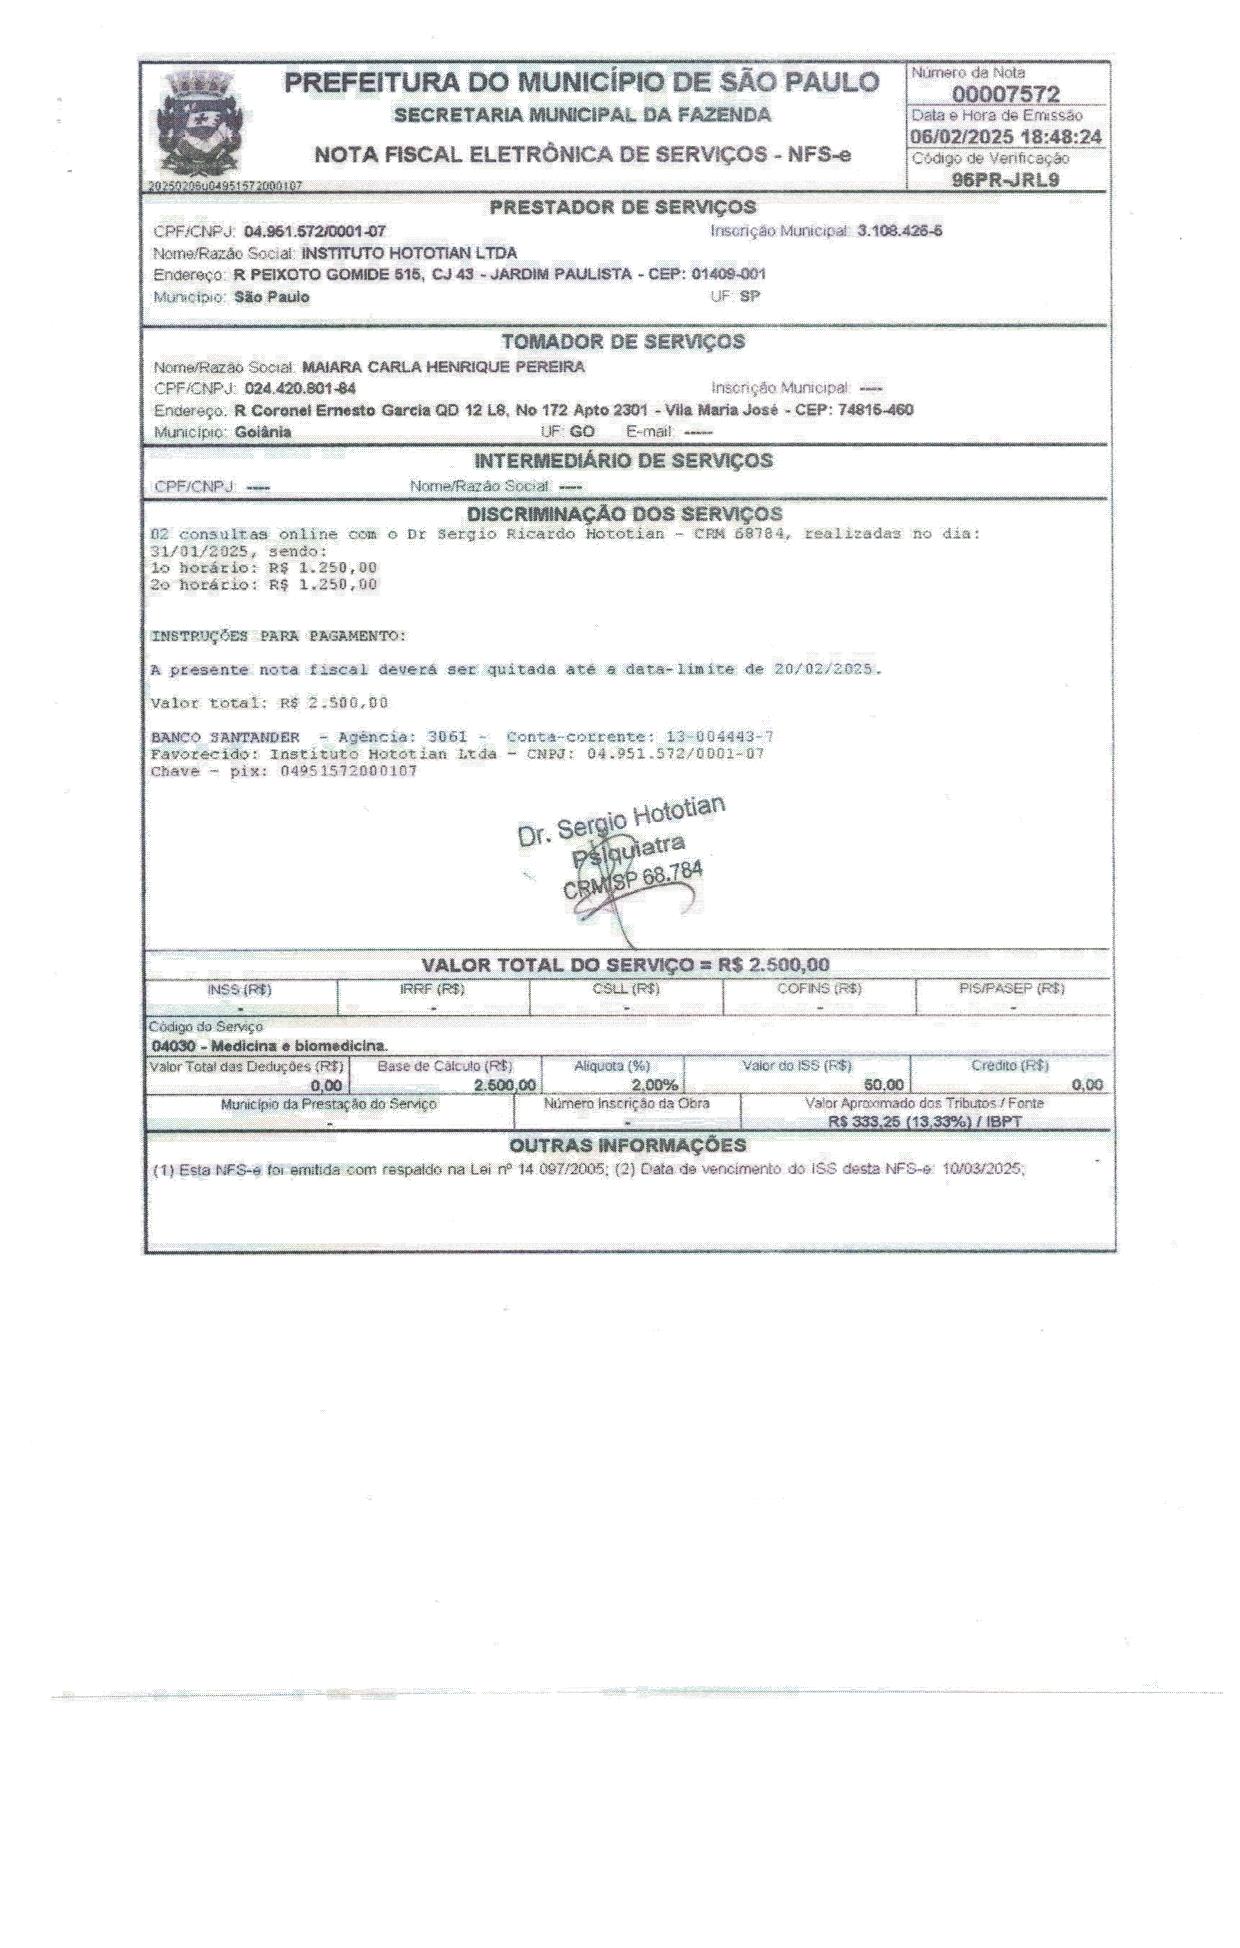 PREFEITURA DO MUNICÍPIO DE SÃO PAULO
SECRETARIA MUNICIPAL DA FAZENDA
NOTA FISCAL ELETRÔNICA DE SERVIÇOS - NFS-e
20250206u04951572000107
Número da Nota
00007572
Data e Hora de Emissão
06/02/2025 18:48:24
Código de Verificação
96PR-JRL9
PRESTADOR DE SERVIÇOS
CPF/CNPJ: 04.951.572/0001-07 Inscrição Municipal: 3.108.426-6
Nome/Razão Social: INSTITUTO HOTOTIAN LTDA
Endereço: R PEIXOTO GOMIDE 515, CJ 43 - JARDIM PAULISTA - CEP: 01409-001
Município: São Paulo UF: SP
TOMADOR DE SERVIÇOS
Nome/Razão Social: MAIARA CARLA HENRIQUE PEREIRA
CPF/CNPJ: 024.420.801-84 Inscrição Municipal: ----
Endereço: R Coronel Ernesto Garcia QD 12 L8, No 172 Apto 2301 - Vila Maria José - CEP: 74815-460
Município: Goiânia UF: GO E-mail: -----
INTERMEDIÁRIO DE SERVIÇOS
CPF/CNPJ: ---- Nome/Razão Social: ----
DISCRIMINAÇÃO DOS SERVIÇOS
02 consultas online com o Dr Sergio Ricardo Hototian - CRM 68784, realizadas no dia:
31/01/2025, sendo:
1o horário: R$ 1.250,00
2o horário: R$ 1.250,00
INSTRUÇÕES PARA PAGAMENTO:
A presente nota fiscal deverá ser quitada até a data-limite de 20/02/2025.
Valor total: R$ 2.500,00
BANCO SANTANDER - Agência: 3061 - Conta-corrente: 13-004443-7
Favorecido: Instituto Hototian Ltda - CNPJ: 04.951.572/0001-07
Chave - pix: 04951572000107
Dr. Sergio Hototian
Psiquiatra
CRM/SP 68.784
VALOR TOTAL DO SERVIÇO = R$ 2.500,00
INSS (R$) IRRF (R$) CSLL (R$) COFINS (R$) PIS/PASEP (R$)
- - - - -
Código do Serviço
04030 - Medicina e biomedicina.
Valor Total das Deduções (R$) Base de Cálculo (R$) Alíquota (%) Valor do ISS (R$) Crédito (R$)
0,00 2.500,00 2,00% 50,00 0,00
Município da Prestação do Serviço Número Inscrição da Obra Valor Aproximado dos Tributos / Fonte
- - R$ 333,25 (13,33%) / IBPT
OUTRAS INFORMAÇÕES
(1) Esta NFS-e foi emitida com respaldo na Lei nº 14.097/2005; (2) Data de vencimento do ISS desta NFS-e: 10/03/2025;